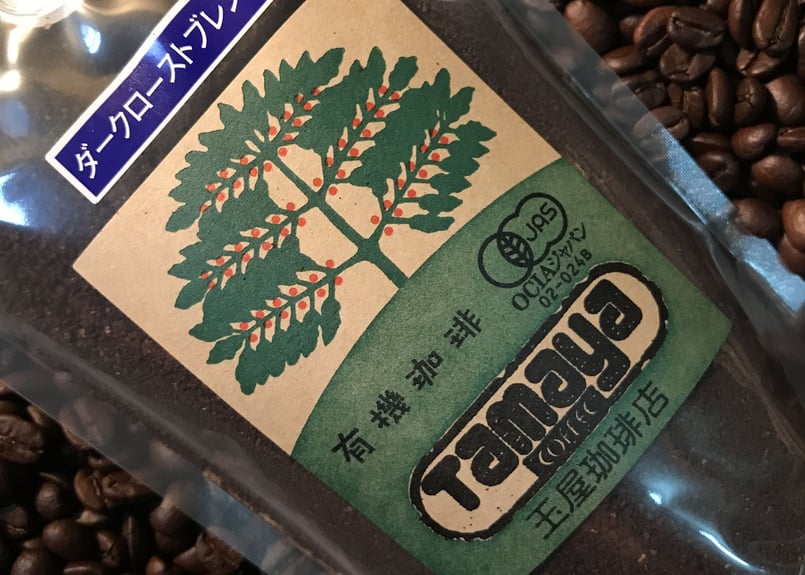 ダークローストブレン
JAS
OCIAジャパン
02-024B
有機珈琲
Tamaya
COFFEE
玉屋珈琲店